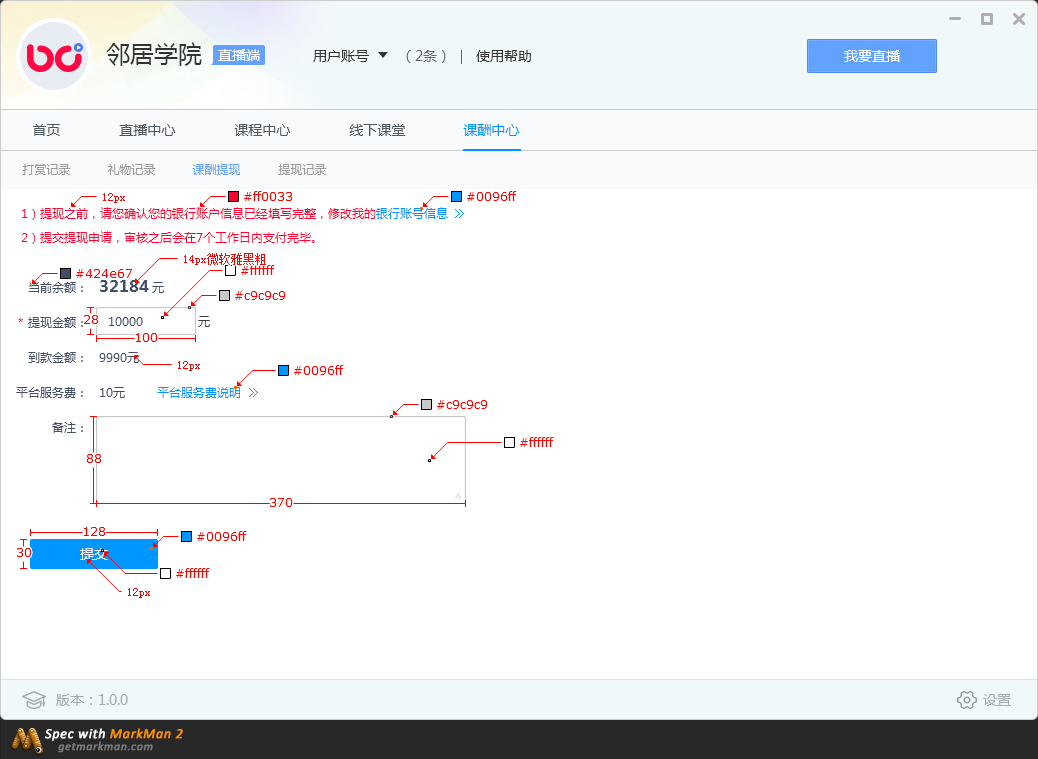 邻居学院 直播端 用户账号 （2条） | 使用帮助 我要直播
首页 直播中心 课程中心 线下课堂 课酬中心
打赏记录 礼物记录 课酬提现 提现记录
12px #ff0033 #0096ff
1）提现之前，请您确认您的银行账户信息已经填写完整，修改我的银行账号信息
2）提交提现申请，审核之后会在7个工作日内支付完毕。
14px微软雅黑粗
#424e67 #ffffff
当前余额： 32184 元
#c9c9c9
* 提现金额： 28 10000 元
100
到款金额： 9990元 12px
#0096ff
平台服务费： 10元 平台服务费说明
#c9c9c9
备注：
#ffffff
88
370
128 #0096ff
30 提交
#ffffff
12px
版本：1.0.0 设置
Spec with MarkMan 2
getmarkman.com